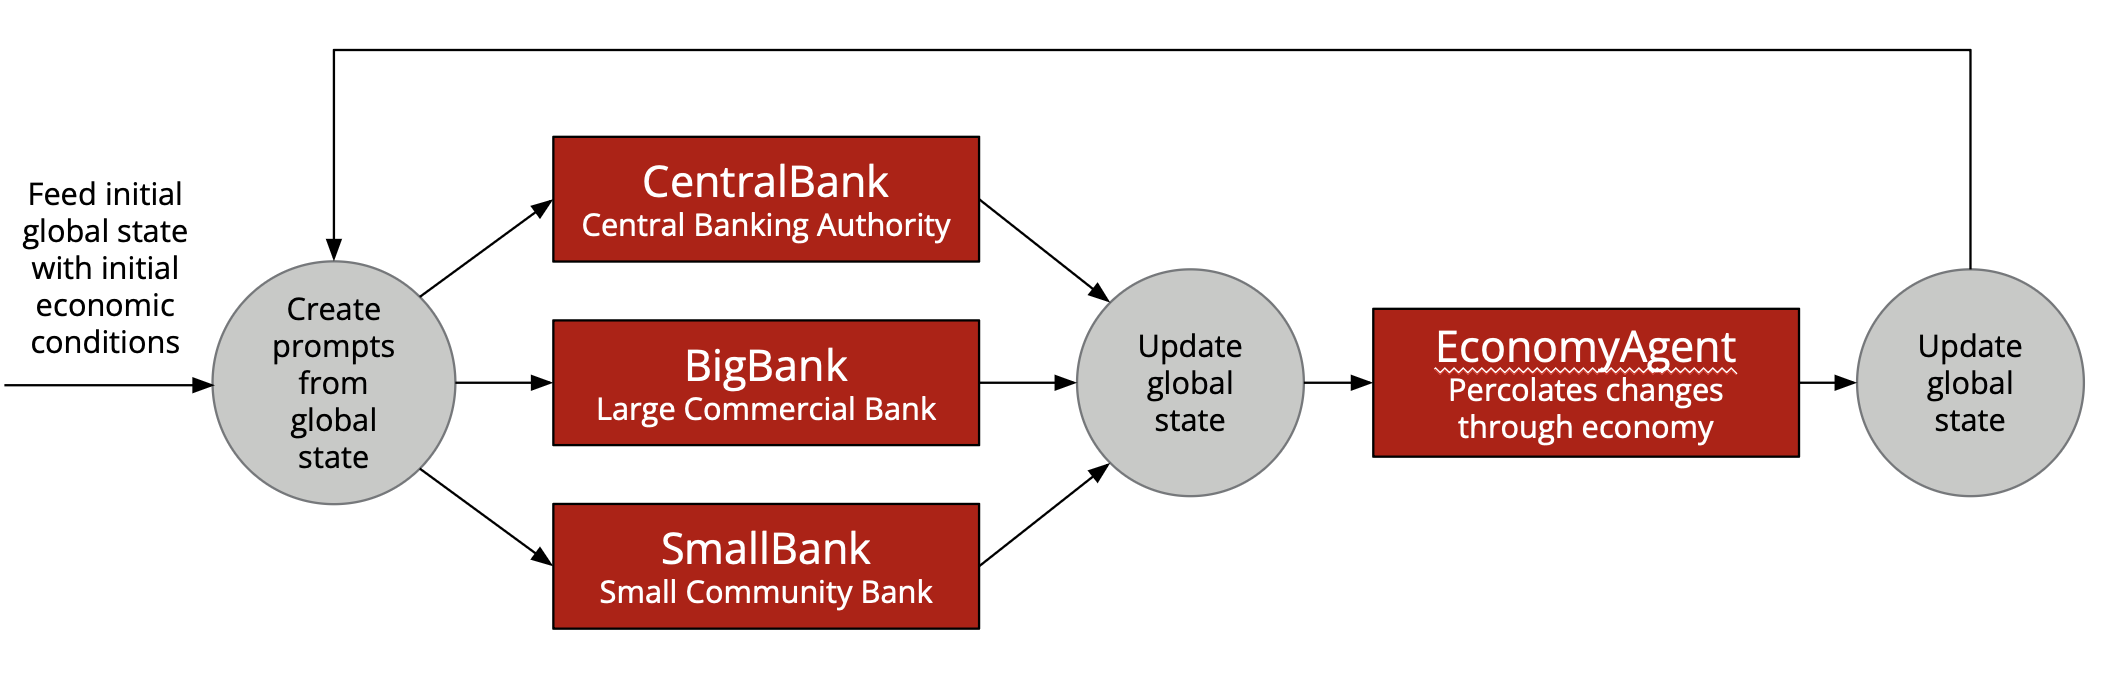 Feed initial
global state
with initial
economic
conditions
Create
prompts
from
global
state
CentralBank
Central Banking Authority
BigBank
Large Commercial Bank
SmallBank
Small Community Bank
Update
global
state
EconomyAgent
Percolates changes
through economy
Update
global
state